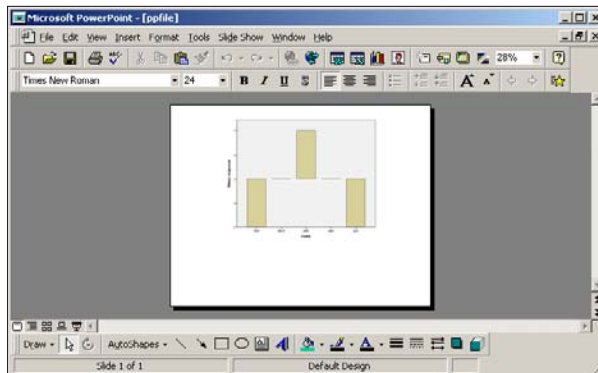 Microsoft PowerPoint - [ppfile]
File Edit View Insert Format Tools Slide Show Window Help
28%
Times New Roman 24 B I U S A A
Draw AutoShapes A A
Slide 1 of 1 Default Design